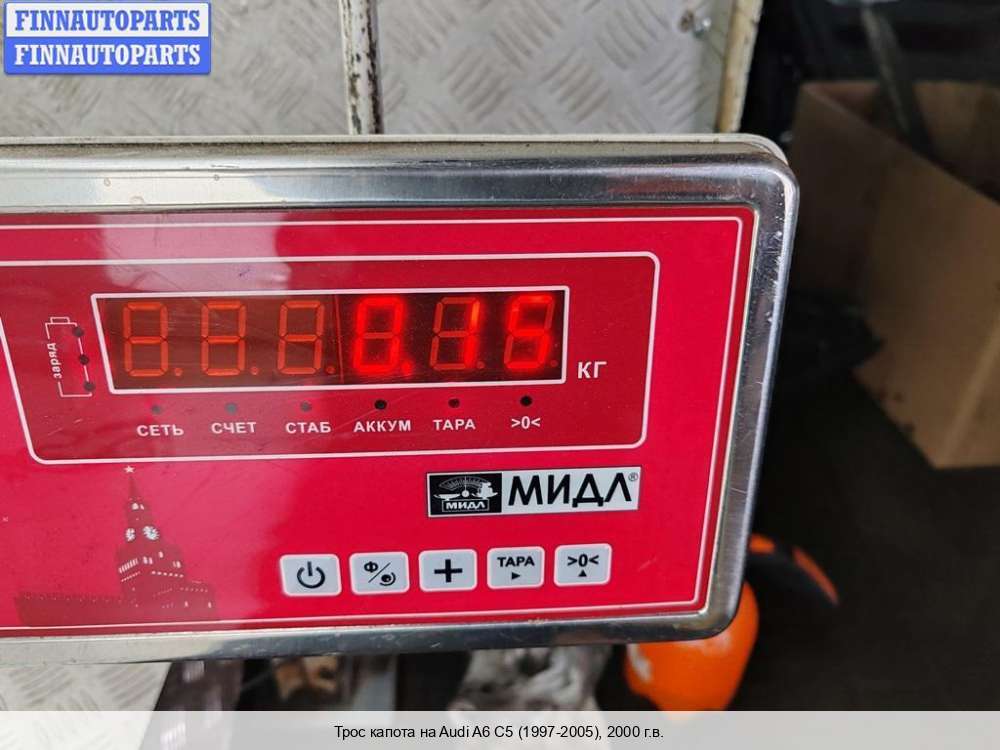 FINNAUTOPARTS
FINNAUTOPARTS
заряд
0.15 КГ
СЕТЬ СЧЕТ СТАБ АККУМ ТАРА >0<
МИДЛ МИДЛ®
Ф ТАРА >0<
Трос капота на Audi A6 C5 (1997-2005), 2000 г.в.